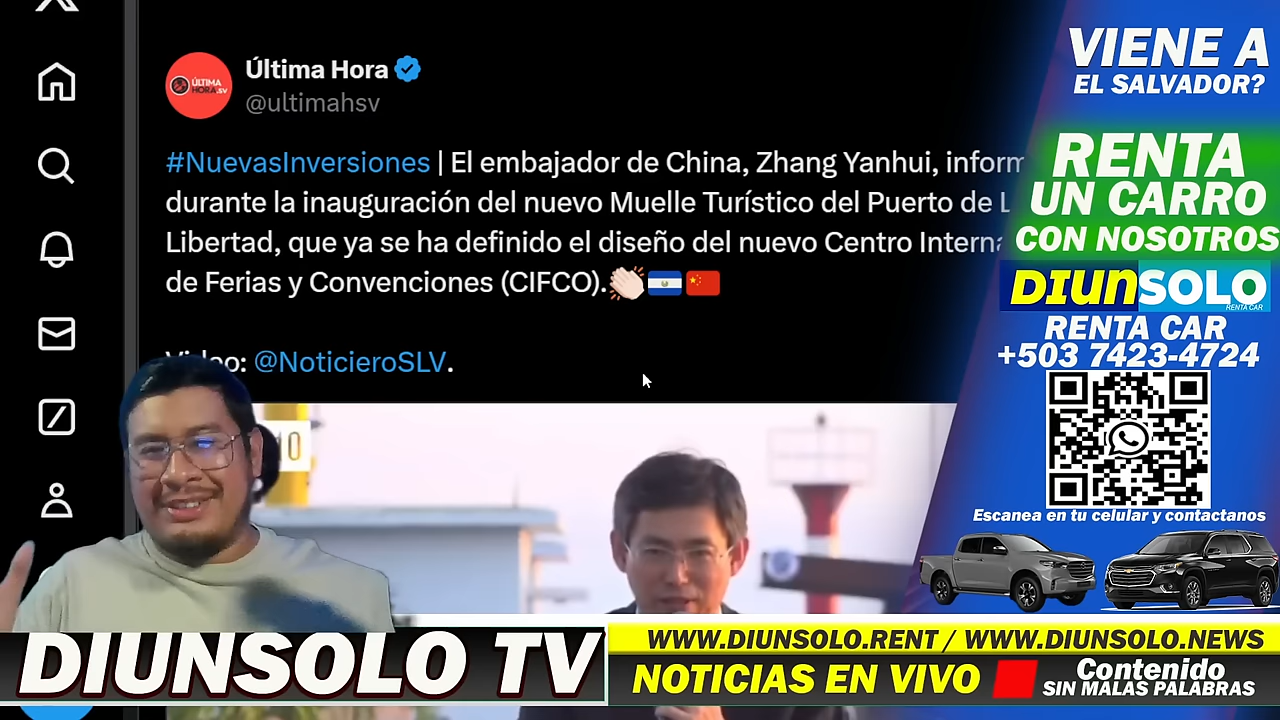 Última Hora
@ultimahsv
#NuevasInversiones | El embajador de China, Zhang Yanhui, inform
durante la inauguración del nuevo Muelle Turístico del Puerto de L
Libertad, que ya se ha definido el diseño del nuevo Centro Interna
de Ferias y Convenciones (CIFCO).
Video: @NoticieroSLV.
ÚLTIMA
HORA.SV
VIENE A
EL SALVADOR?
RENTA
UN CARRO
CON NOSOTROS
DIUNSOLO
RENTA CAR
RENTA CAR
+503 7423-4724
Escanea en tu celular y contactanos
DIUNSOLO TV
WWW.DIUNSOLO.RENT / WWW.DIUNSOLO.NEWS
NOTICIAS EN VIVO
Contenido
SIN MALAS PALABRAS